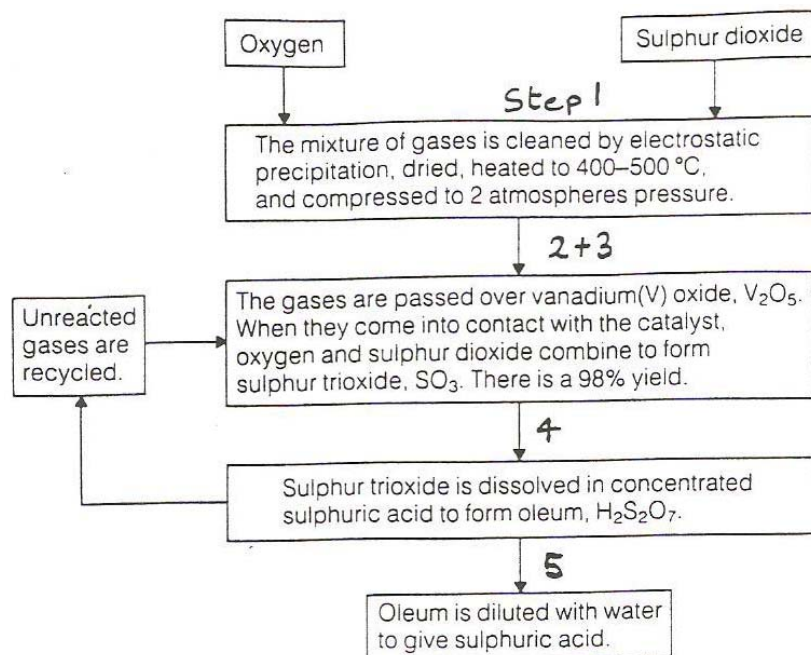 Oxygen
Sulphur dioxide
Step 1
The mixture of gases is cleaned by electrostatic
precipitation, dried, heated to 400–500 °C,
and compressed to 2 atmospheres pressure.
2+3
The gases are passed over vanadium(V) oxide, V₂O₅.
When they come into contact with the catalyst,
oxygen and sulphur dioxide combine to form
sulphur trioxide, SO₃. There is a 98% yield.
Unreacted
gases are
recycled.
4
Sulphur trioxide is dissolved in concentrated
sulphuric acid to form oleum, H₂S₂O₇.
5
Oleum is diluted with water
to give sulphuric acid.